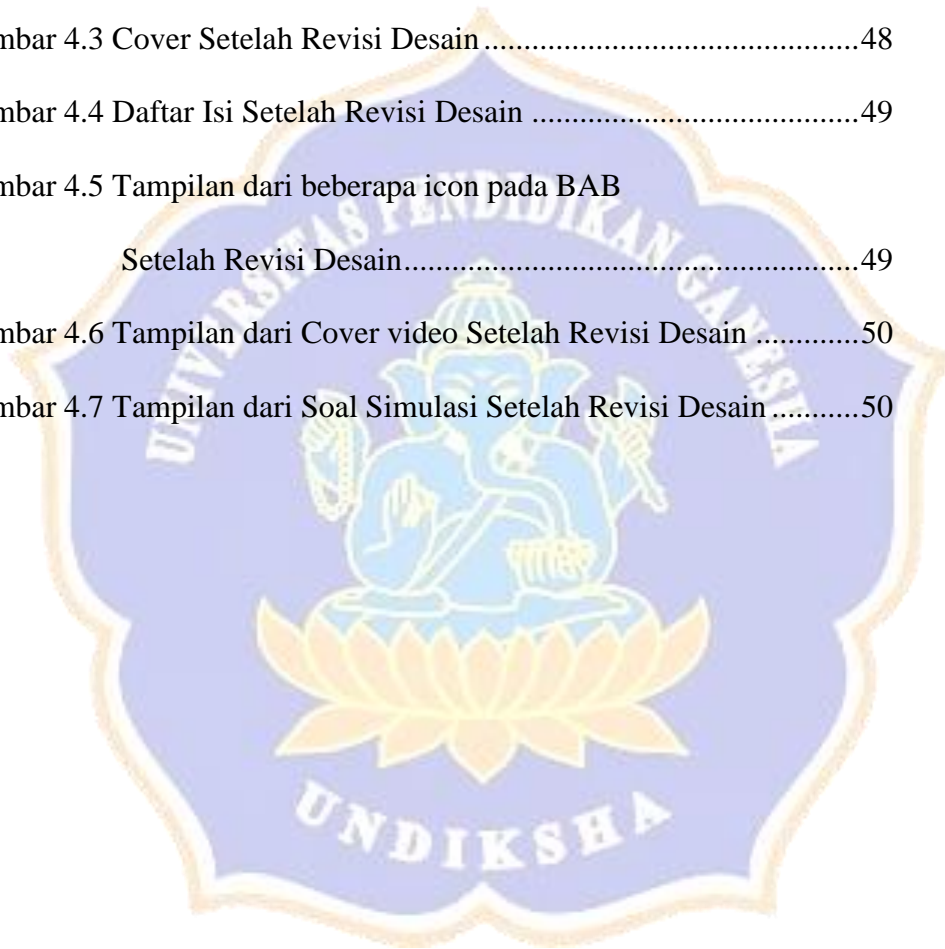 mbar 4.3 Cover Setelah Revisi Desain...............................................48
mbar 4.4 Daftar Isi Setelah Revisi Desain .........................................49
mbar 4.5 Tampilan dari beberapa icon pada BAB
Setelah Revisi Desain.........................................................49
mbar 4.6 Tampilan dari Cover video Setelah Revisi Desain .............50
mbar 4.7 Tampilan dari Soal Simulasi Setelah Revisi Desain ...........50
UNIVERSITAS PENDIDIKAN GANESHA
UNDIKSHA